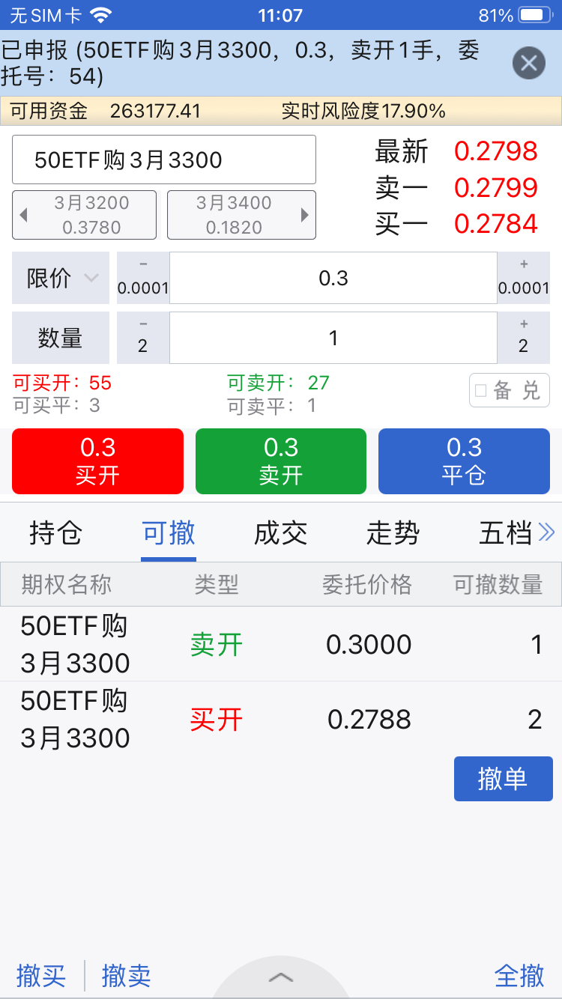 无SIM卡 11:07 81%
已申报 (50ETF购3月3300，0.3，卖开1手，委
托号：54)
可用资金 263177.41 实时风险度17.90%
50ETF购3月3300
最新 0.2798
卖一 0.2799
买一 0.2784
3月3200
0.3780
3月3400
0.1820
限价
−
0.0001
0.3
+
0.0001
数量
−
2
1
+
2
可买开：55 可卖开：27
可买平：3 可卖平：1
备兑
0.3
买开
0.3
卖开
0.3
平仓
持仓 可撤 成交 走势 五档
期权名称 类型 委托价格 可撤数量
50ETF购
3月3300
卖开 0.3000 1
50ETF购
3月3300
买开 0.2788 2
撤单
撤买 撤卖 全撤